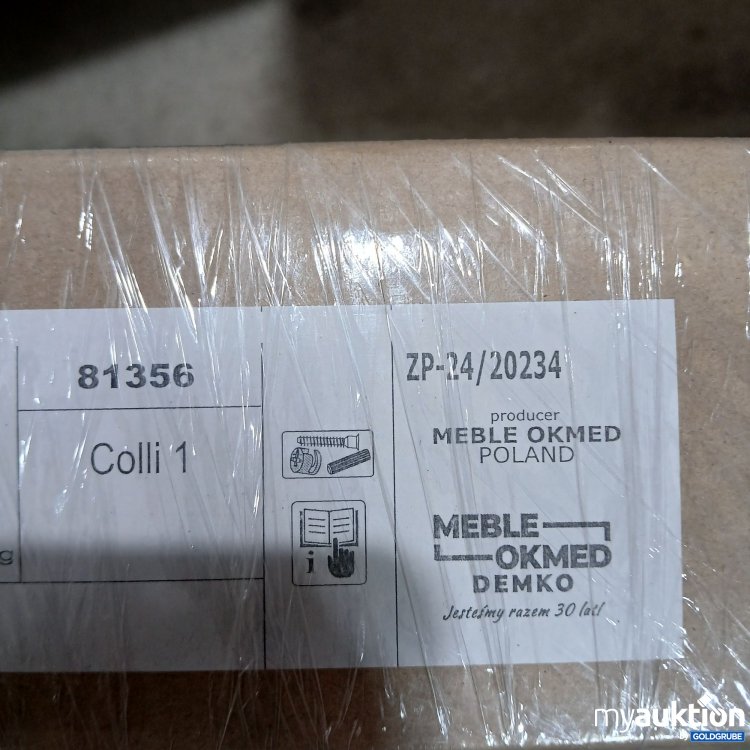 81356
Colli 1
g
i
ZP-24/20234
producer
MEBLE OKMED
POLAND
MEBLE
OKMED
DEMKO
Jesteśmy razem 30 lat!
myauktion
GOLDGRUBE